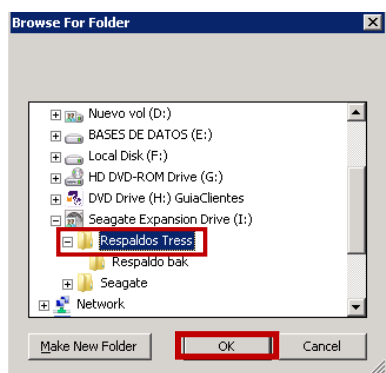 Browse For Folder
Nuevo vol (D:)
BASES DE DATOS (E:)
Local Disk (F:)
HD DVD-ROM Drive (G:)
DVD Drive (H:) GuiaClientes
Seagate Expansion Drive (I:)
Respaldos Tress
Respaldo bak
Seagate
Network
Make New Folder
OK
Cancel